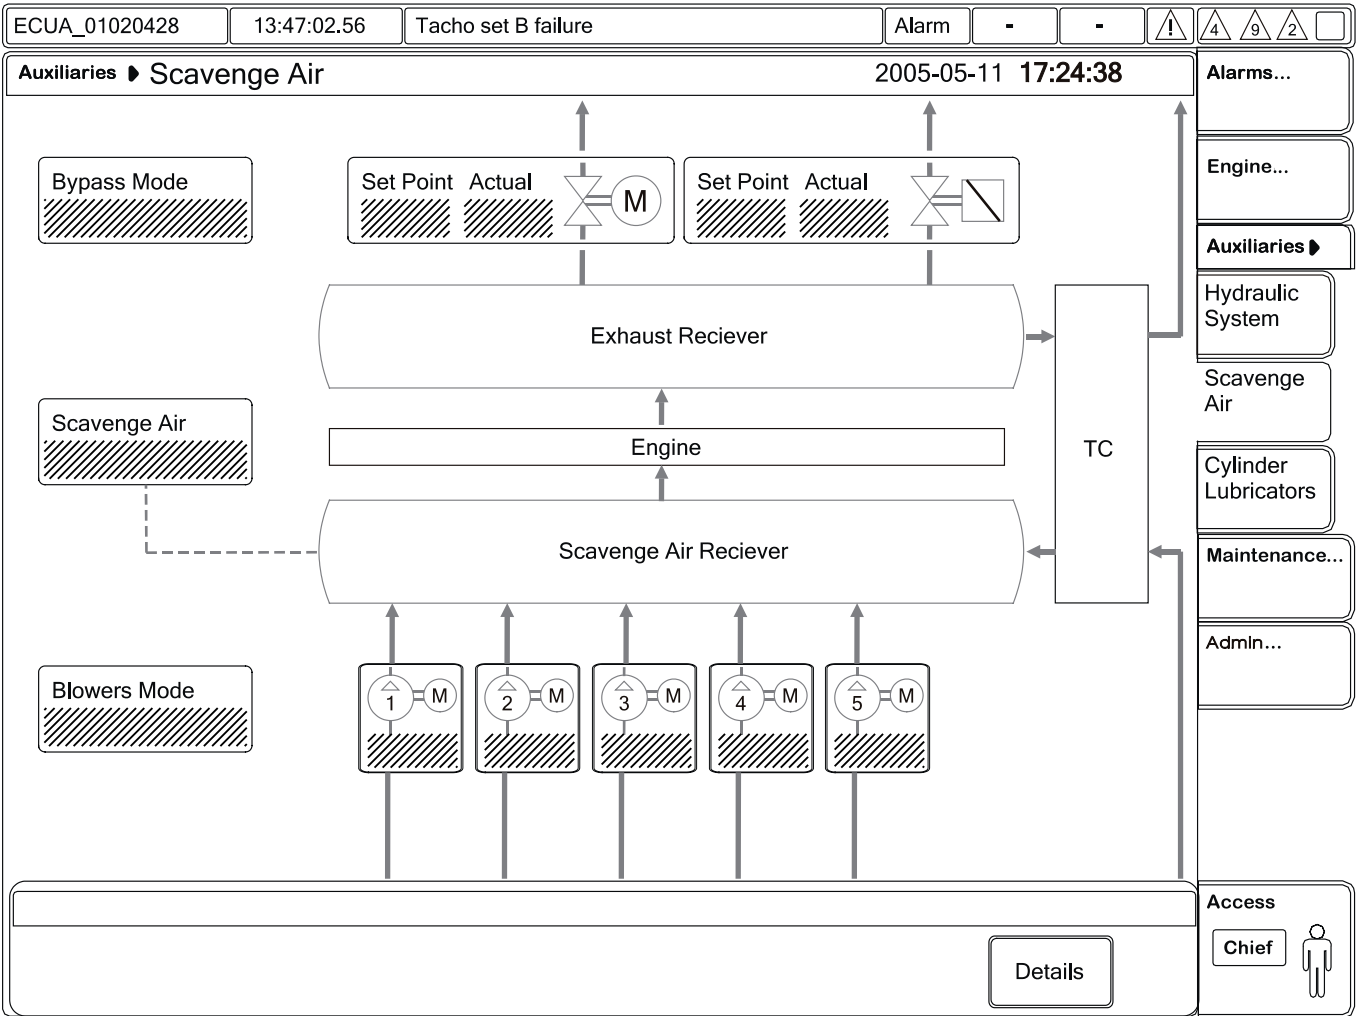 ECUA_01020428 13:47:02.56 Tacho set B failure Alarm - - ! 4 9 2
Auxiliaries Scavenge Air 2005-05-11 17:24:38
Alarms...
Engine...
Auxiliaries
Hydraulic
System
Scavenge
Air
Cylinder
Lubricators
Maintenance...
Admin...
Bypass Mode
Set Point Actual M
Set Point Actual
Exhaust Reciever
Scavenge Air
Engine
TC
Scavenge Air Reciever
Blowers Mode
1 M 2 M 3 M 4 M 5 M
Details
Access
Chief